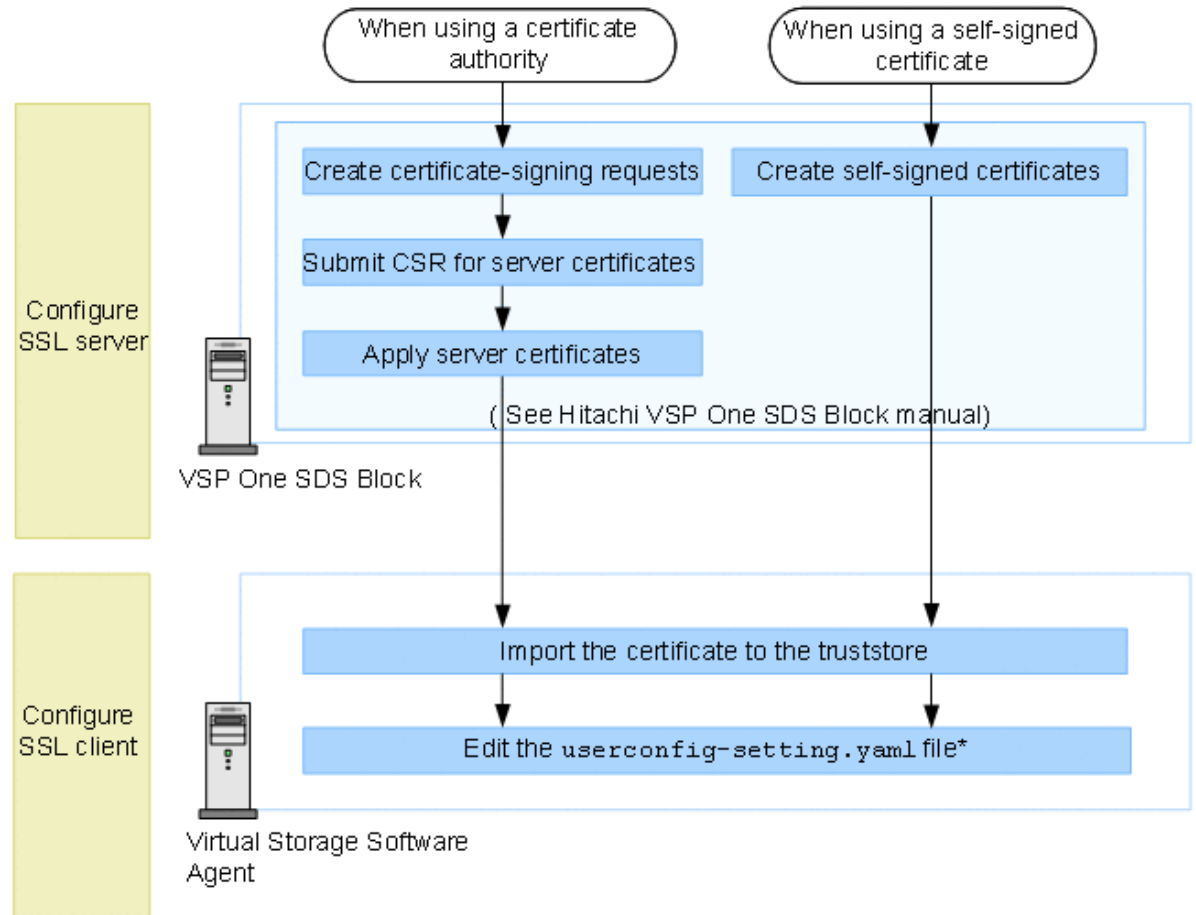 When using a certificate
authority
When using a self-signed
certificate
Configure
SSL server
Create certificate-signing requests
Create self-signed certificates
Submit CSR for server certificates
Apply server certificates
( See Hitachi VSP One SDS Block manual)
VSP One SDS Block
Configure
SSL client
Import the certificate to the truststore
Edit the userconfig-setting.yaml file*
Virtual Storage Software
Agent